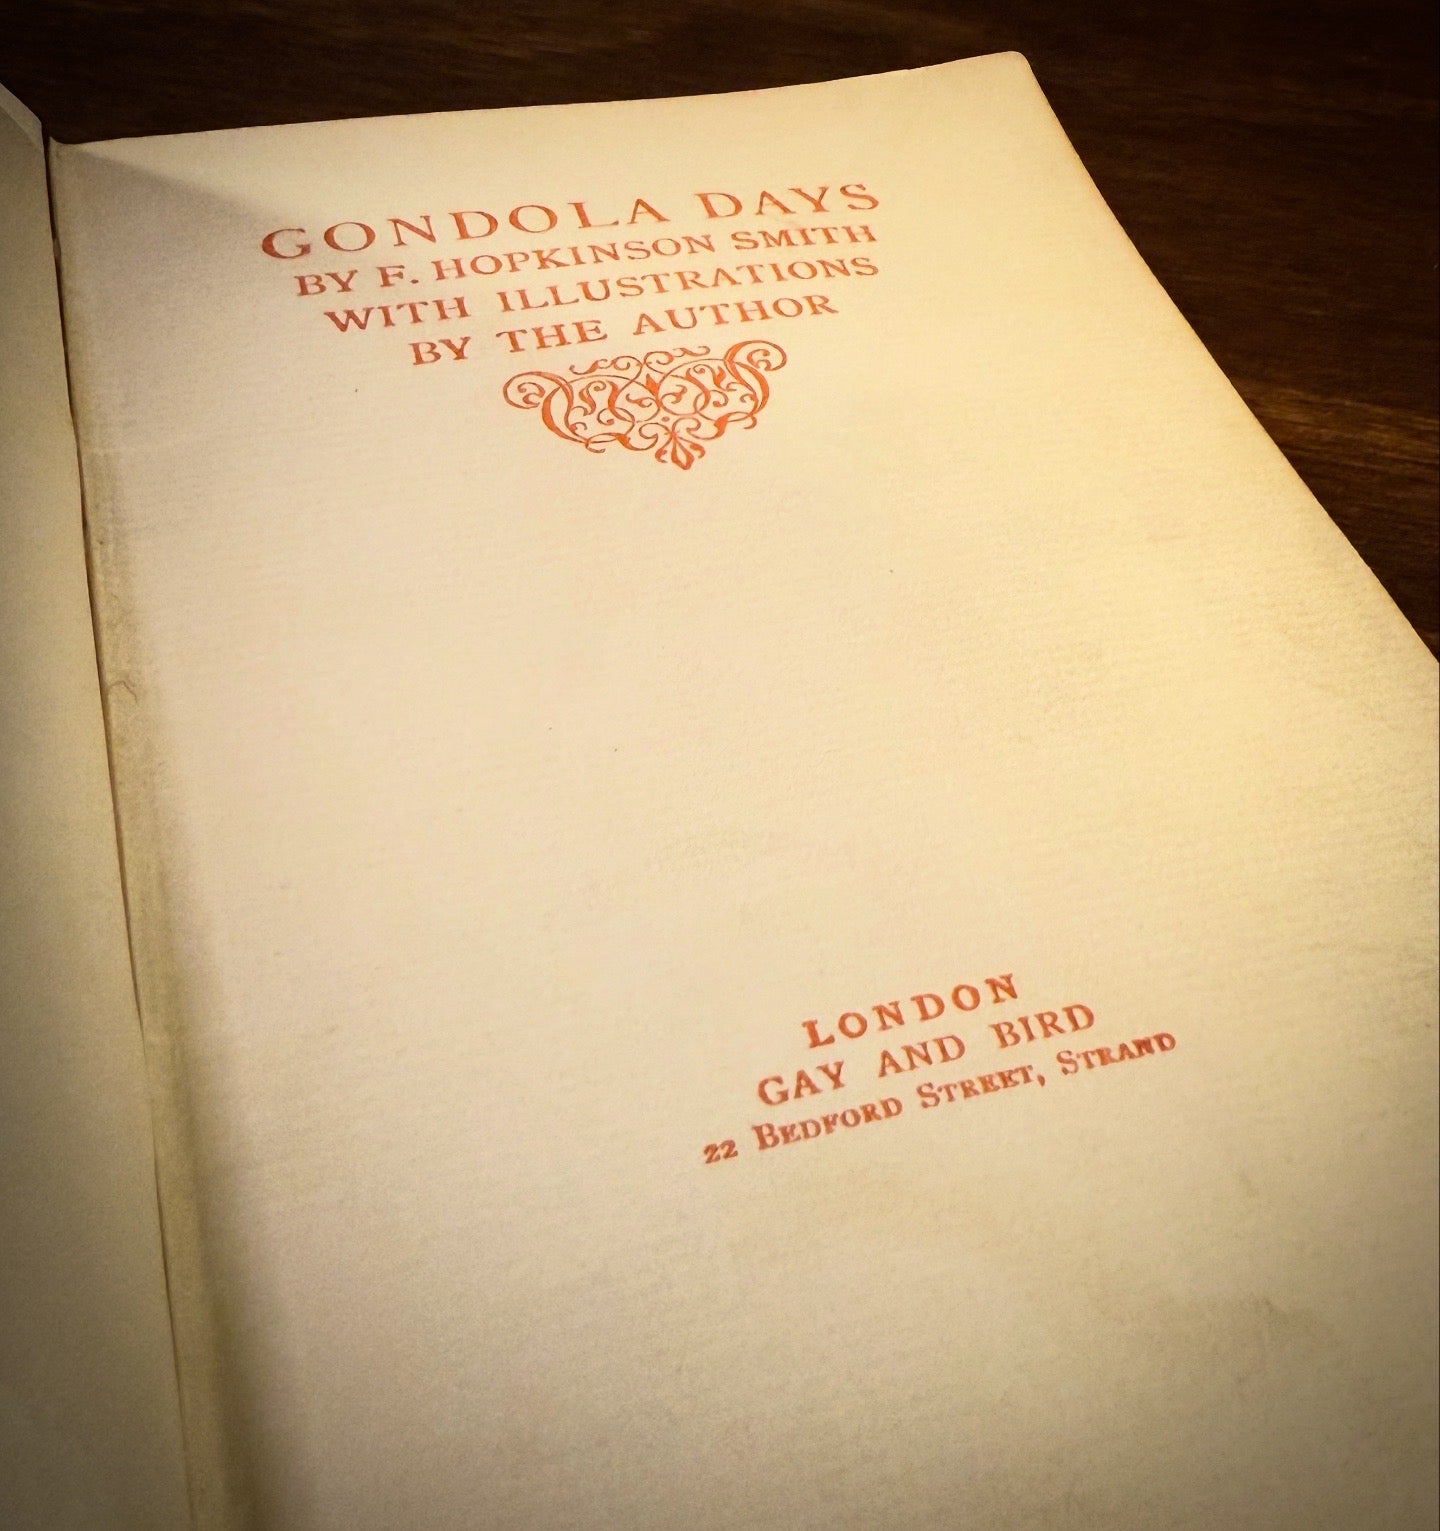 GONDOLA DAYS
BY F. HOPKINSON SMITH
WITH ILLUSTRATIONS
BY THE AUTHOR
LONDON
GAY AND BIRD
22 BEDFORD STREET, STRAND